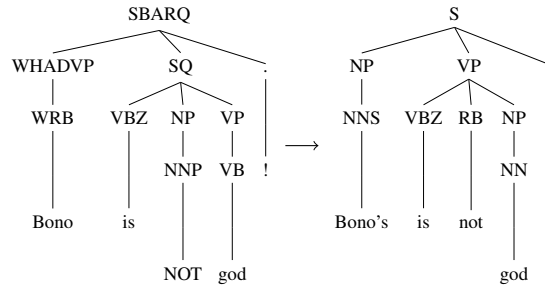 SBARQ S
WHADVP SQ . NP VP
WRB VBZ NP VP NNS VBZ RB NP
NNP VB ! NN
Bono is Bono's is not
NOT god god